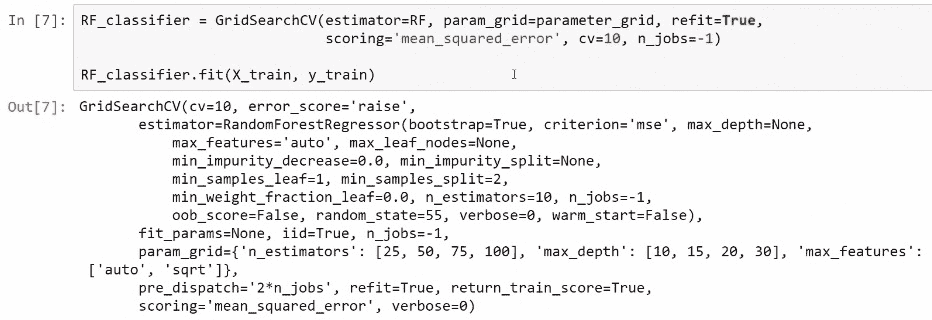 In [7]: RF_classifier = GridSearchCV(estimator=RF, param_grid=parameter_grid, refit=True,
scoring='mean_squared_error', cv=10, n_jobs=-1)
RF_classifier.fit(X_train, y_train)
Out[7]: GridSearchCV(cv=10, error_score='raise',
estimator=RandomForestRegressor(bootstrap=True, criterion='mse', max_depth=None,
max_features='auto', max_leaf_nodes=None,
min_impurity_decrease=0.0, min_impurity_split=None,
min_samples_leaf=1, min_samples_split=2,
min_weight_fraction_leaf=0.0, n_estimators=10, n_jobs=-1,
oob_score=False, random_state=55, verbose=0, warm_start=False),
fit_params=None, iid=True, n_jobs=-1,
param_grid={'n_estimators': [25, 50, 75, 100], 'max_depth': [10, 15, 20, 30], 'max_features':
['auto', 'sqrt']},
pre_dispatch='2*n_jobs', refit=True, return_train_score=True,
scoring='mean_squared_error', verbose=0)